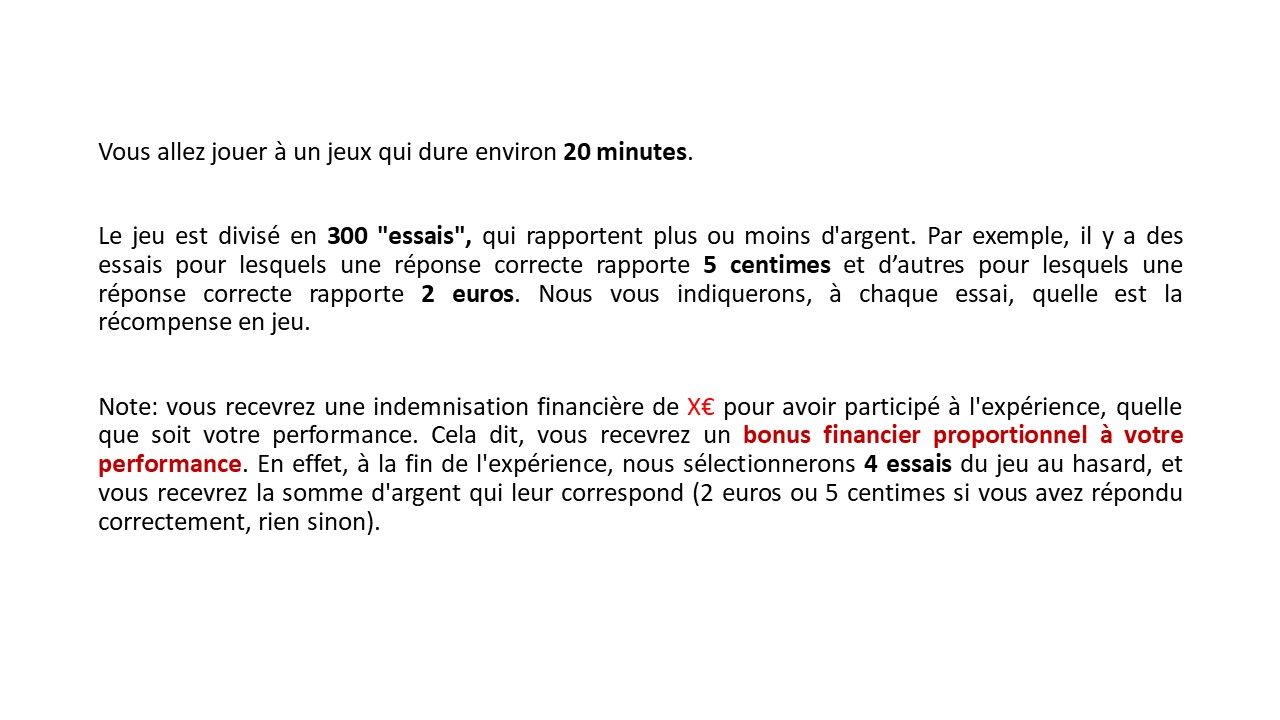 Vous allez jouer à un jeux qui dure environ 20 minutes.
Le jeu est divisé en 300 "essais", qui rapportent plus ou moins d'argent. Par exemple, il y a des
essais pour lesquels une réponse correcte rapporte 5 centimes et d’autres pour lesquels une
réponse correcte rapporte 2 euros. Nous vous indiquerons, à chaque essai, quelle est la
récompense en jeu.
Note: vous recevrez une indemnisation financière de X€ pour avoir participé à l'expérience, quelle
que soit votre performance. Cela dit, vous recevrez un bonus financier proportionnel à votre
performance. En effet, à la fin de l'expérience, nous sélectionnerons 4 essais du jeu au hasard, et
vous recevrez la somme d'argent qui leur correspond (2 euros ou 5 centimes si vous avez répondu
correctement, rien sinon).